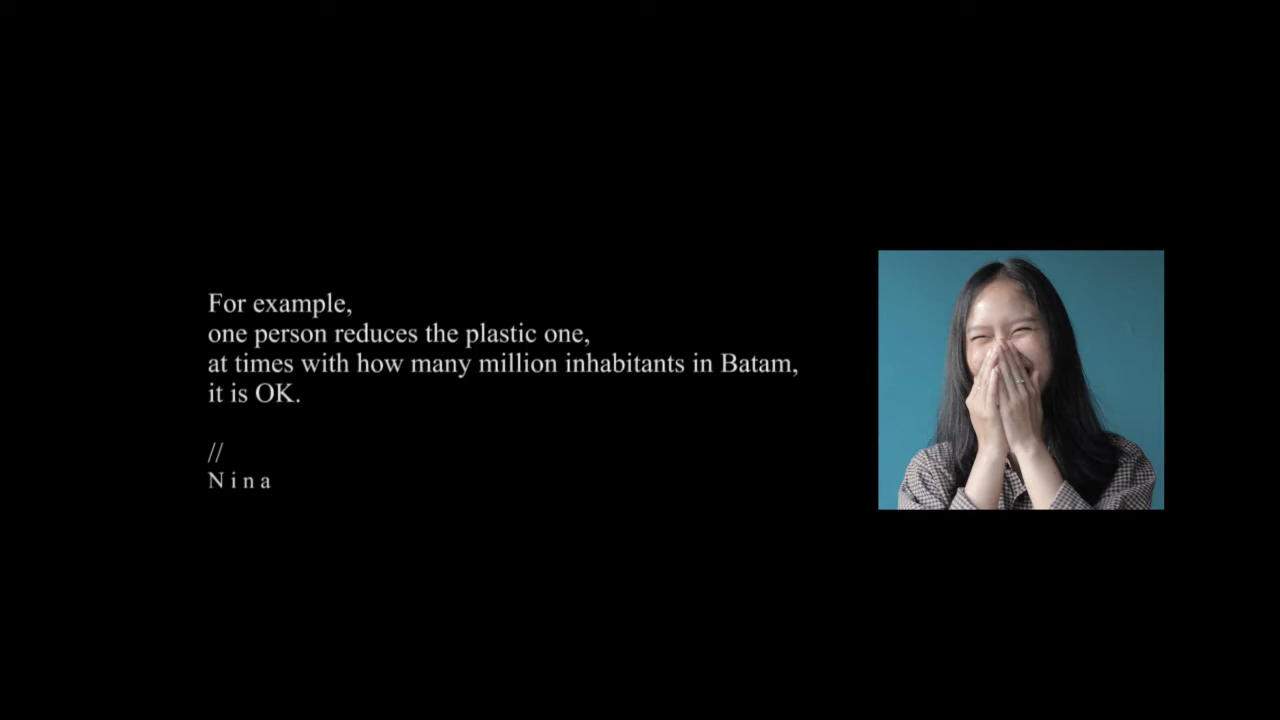 For example,
one person reduces the plastic one,
at times with how many million inhabitants in Batam,
it is OK.
//
Nina